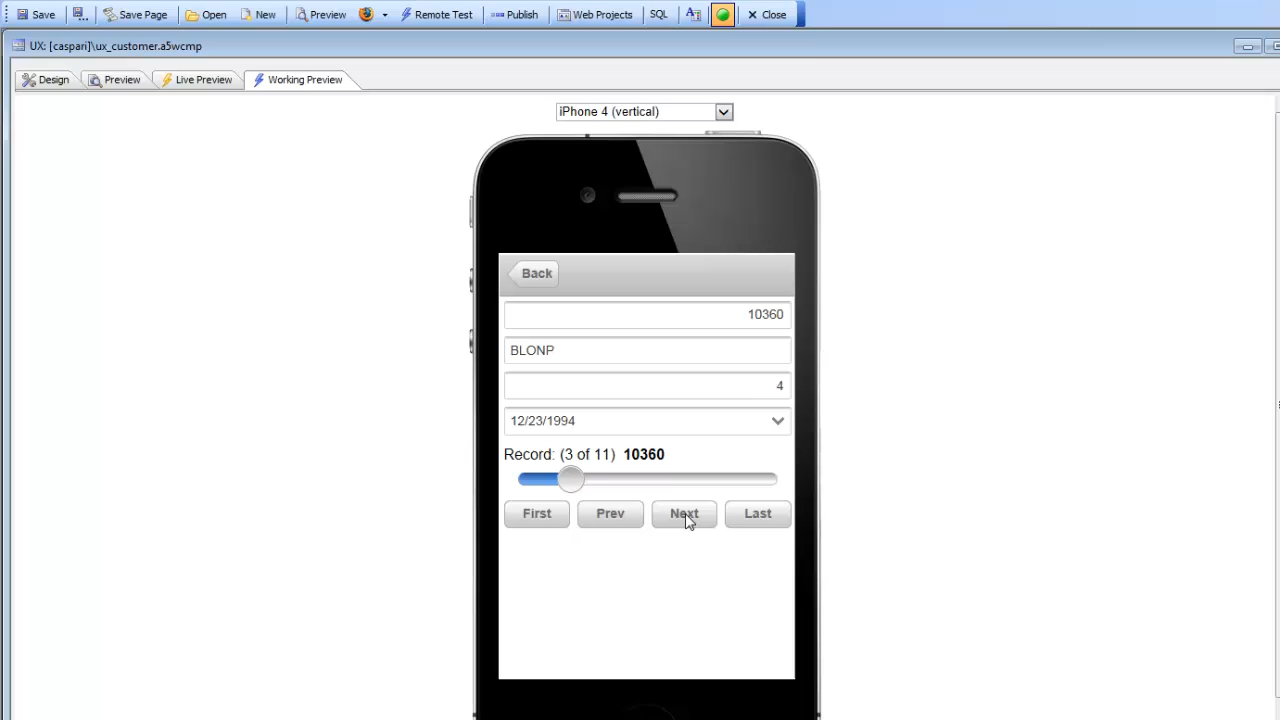 Save Save Page Open New Preview Remote Test Publish Web Projects SQL A Close
UX: [caspari]\ux_customer.a5wcmp
Design Preview Live Preview Working Preview
iPhone 4 (vertical)
Back
10360
BLONP
4
12/23/1994
Record: (3 of 11) 10360
First Prev Next Last